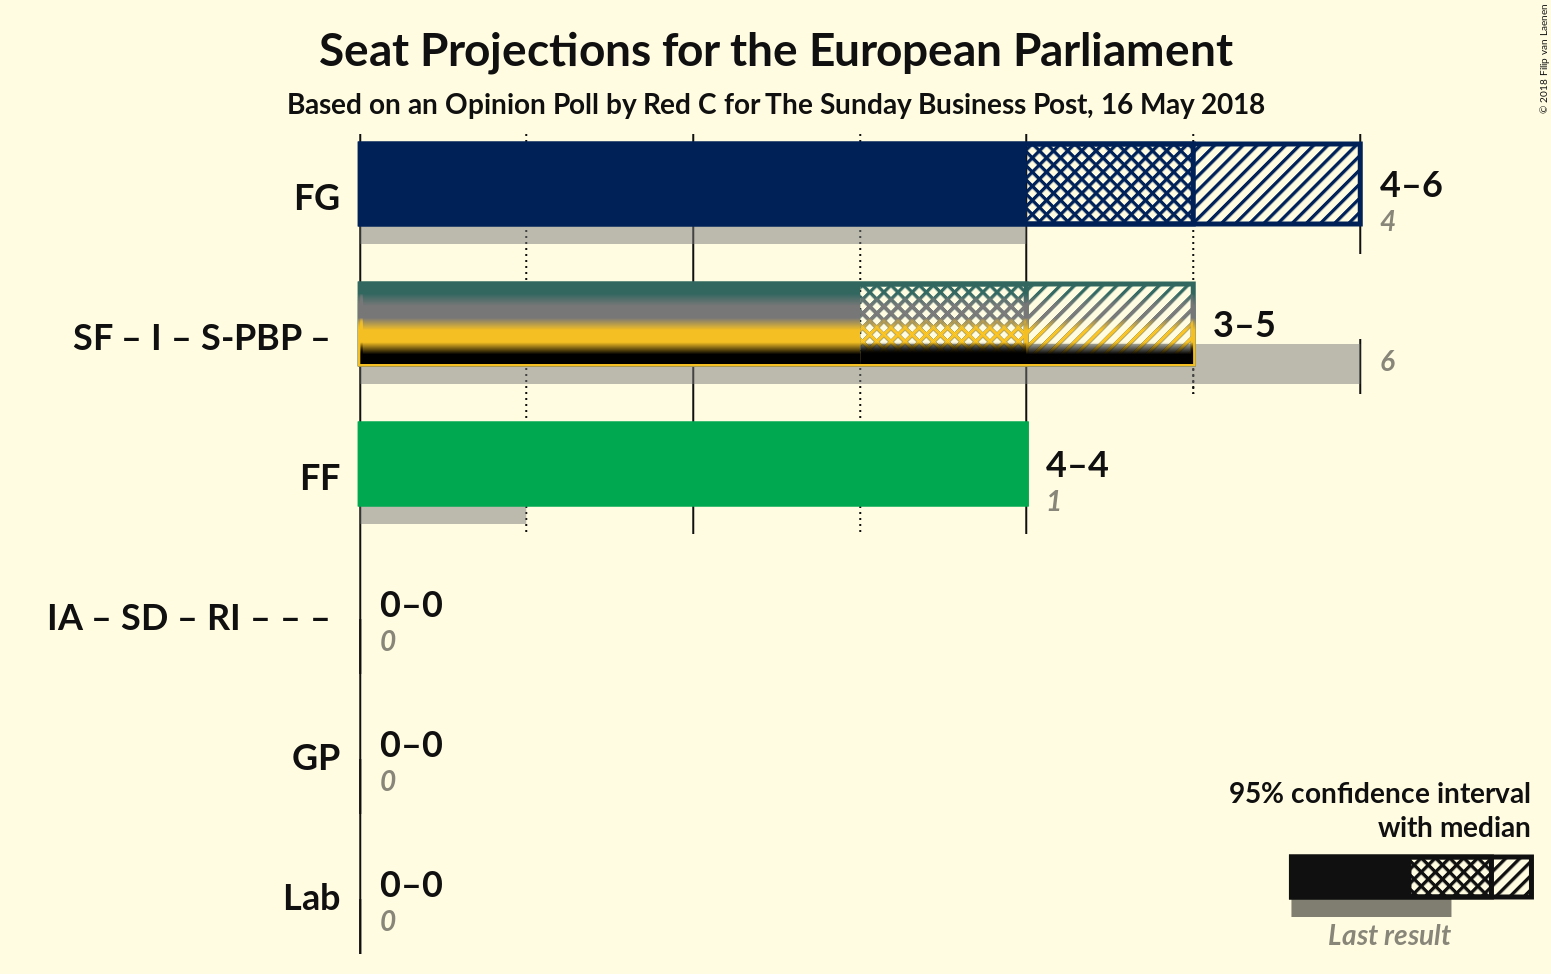 Seat Projections for the European Parliament
Based on an Opinion Poll by Red C for The Sunday Business Post, 16 May 2018
© 2018 Filip van Laenen
FG
4–6
4
SF – I – S-PBP –
3–5
6
FF
4–4
1
IA – SD – RI – – –
0–0
0
GP
0–0
0
Lab
0–0
0
95% confidence interval
with median
Last result